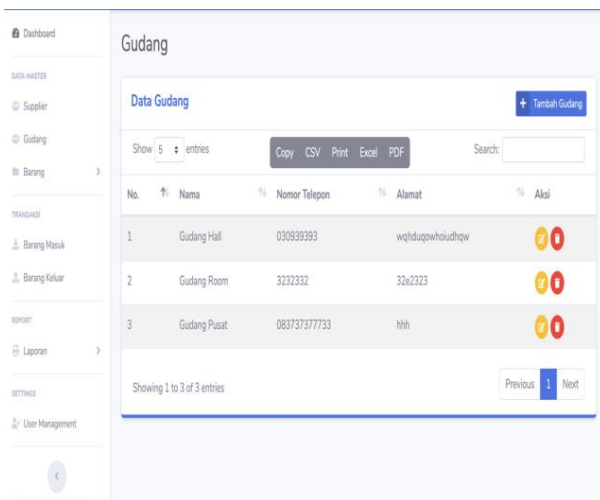 Dashboard
DATA MASTER
Supplier
Gudang
Barang
TRANSAKSI
Barang Masuk
Barang Keluar
REPORT
Laporan
SETTINGS
User Management
Gudang
Data Gudang
Tambah Gudang
Show 5 entries
Copy CSV Print Excel PDF
Search:
No. Nama Nomor Telepon Alamat Aksi
1 Gudang Hall 030939393 wqhduqowhoiudhqw
2 Gudang Room 3232332 32e2323
3 Gudang Pusat 083737377733 hhh
Showing 1 to 3 of 3 entries
Previous 1 Next